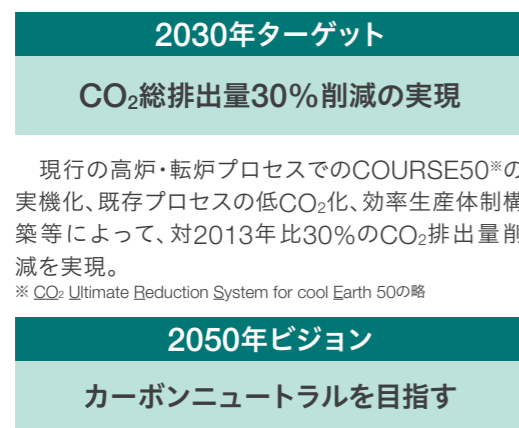 2030年ターゲット
CO₂総排出量30％削減の実現
現行の高炉・転炉プロセスでのCOURSE50※の
実機化、既存プロセスの低CO₂化、効率生産体制構
築等によって、対2013年比30％のCO₂排出量削
減を実現。
※ CO₂ Ultimate Reduction System for cool Earth 50の略
2050年ビジョン
カーボンニュートラルを目指す